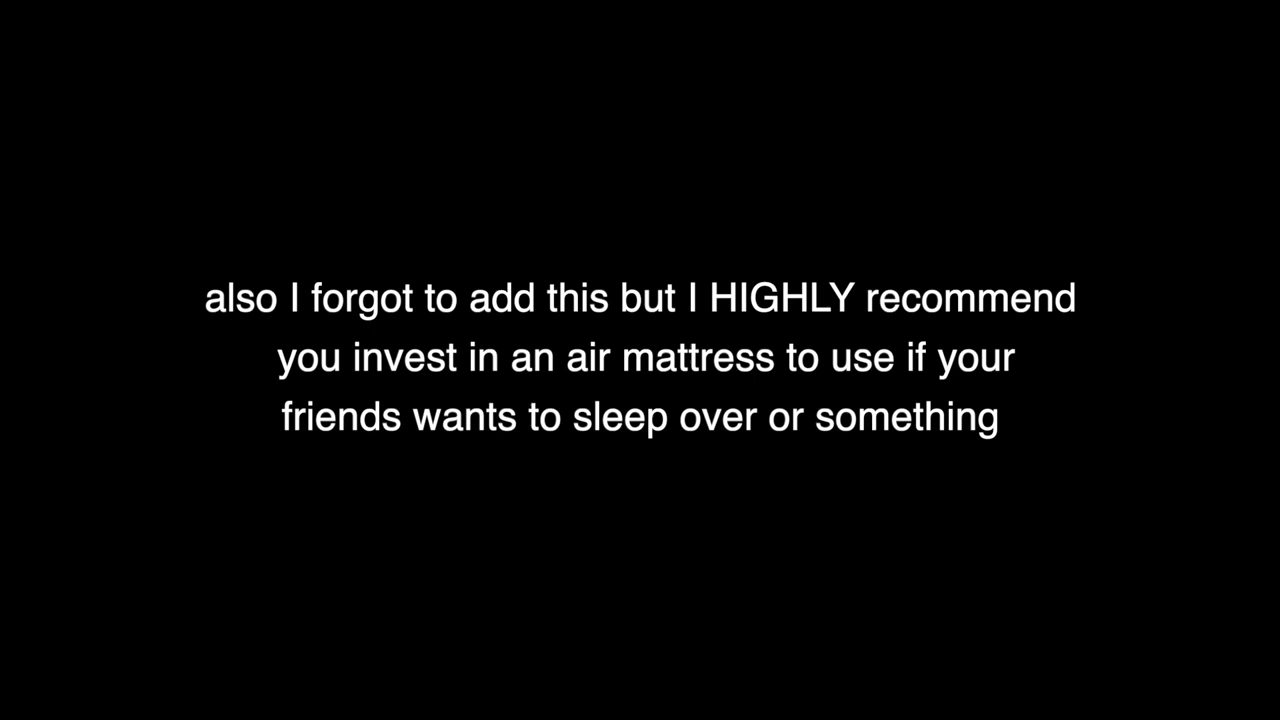 also I forgot to add this but I HIGHLY recommend
you invest in an air mattress to use if your
friends wants to sleep over or something